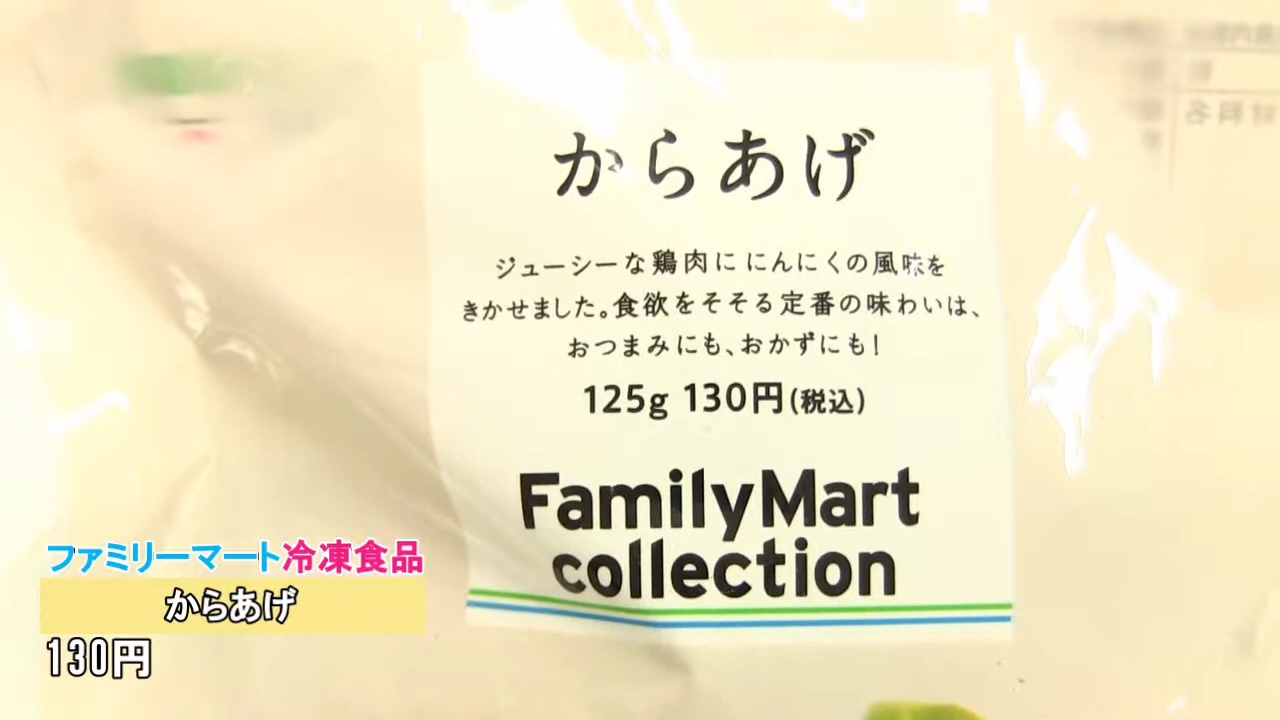 からあげ
ジューシーな鶏肉ににんにくの風味を
きかせました。食欲をそそる定番の味わいは、
おつまみにも、おかずにも!
125g 130円(税込)
FamilyMart
collection
ファミリーマート冷凍食品
からあげ
130円